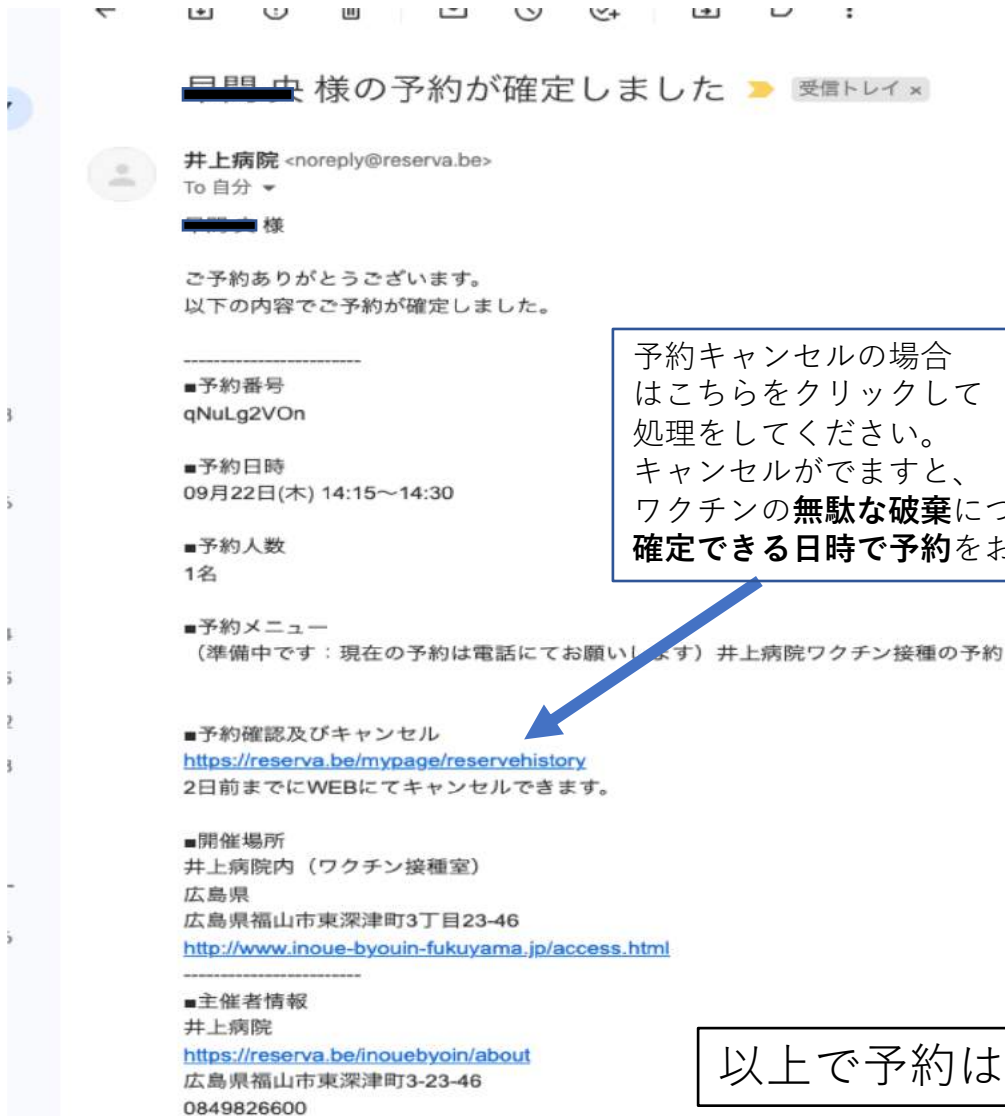 様の予約が確定しました
受信トレイ ×
井上病院 <noreply@reserva.be>
To 自分
様
ご予約ありがとうございます。
以下の内容でご予約が確定しました。
------------------------
■予約番号
qNuLg2VOn
■予約日時
09月22日(木) 14:15～14:30
■予約人数
1名
■予約メニュー
（準備中です：現在の予約は電話にてお願いします）井上病院ワクチン接種の予約
■予約確認及びキャンセル
https://reserva.be/mypage/reservehistory
2日前までにWEBにてキャンセルできます。
■開催場所
井上病院内（ワクチン接種室）
広島県
広島県福山市東深津町3丁目23-46
http://www.inoue-byouin-fukuyama.jp/access.html
------------------------
■主催者情報
井上病院
https://reserva.be/inouebyoin/about
広島県福山市東深津町3-23-46
0849826600
予約キャンセルの場合
はこちらをクリックして
処理をしてください。
キャンセルがでますと、
ワクチンの無駄な破棄につ
確定できる日時で予約をお
以上で予約は